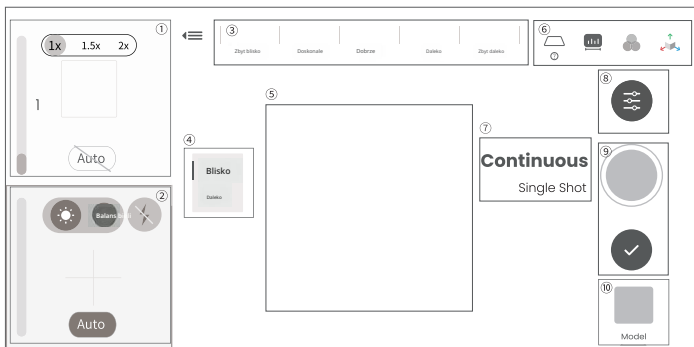 ①
1x 1.5x 2x
Auto
②
Balans bieli
Auto
③
Zbyt blisko Doskonale Dobrze Daleko Zbyt daleko
④
Blisko
Daleko
⑤
⑥
?
⑦
Continuous
Single Shot
⑧
⑨
⑩
Model